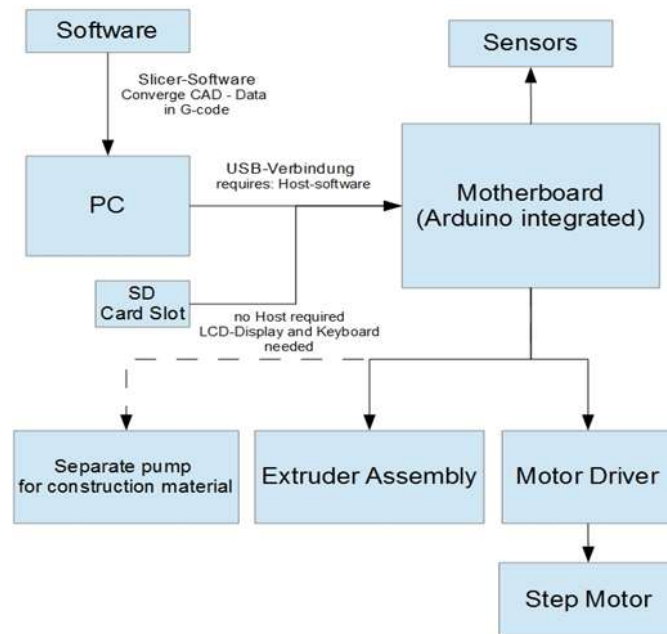 Software
Sensors
Slicer-Software
Converge CAD - Data
in G-code
PC
USB-Verbindung
requires: Host-software
Motherboard
(Arduino integrated)
SD
Card Slot
no Host required
LCD-Display and Keyboard
needed
Separate pump
for construction material
Extruder Assembly
Motor Driver
Step Motor